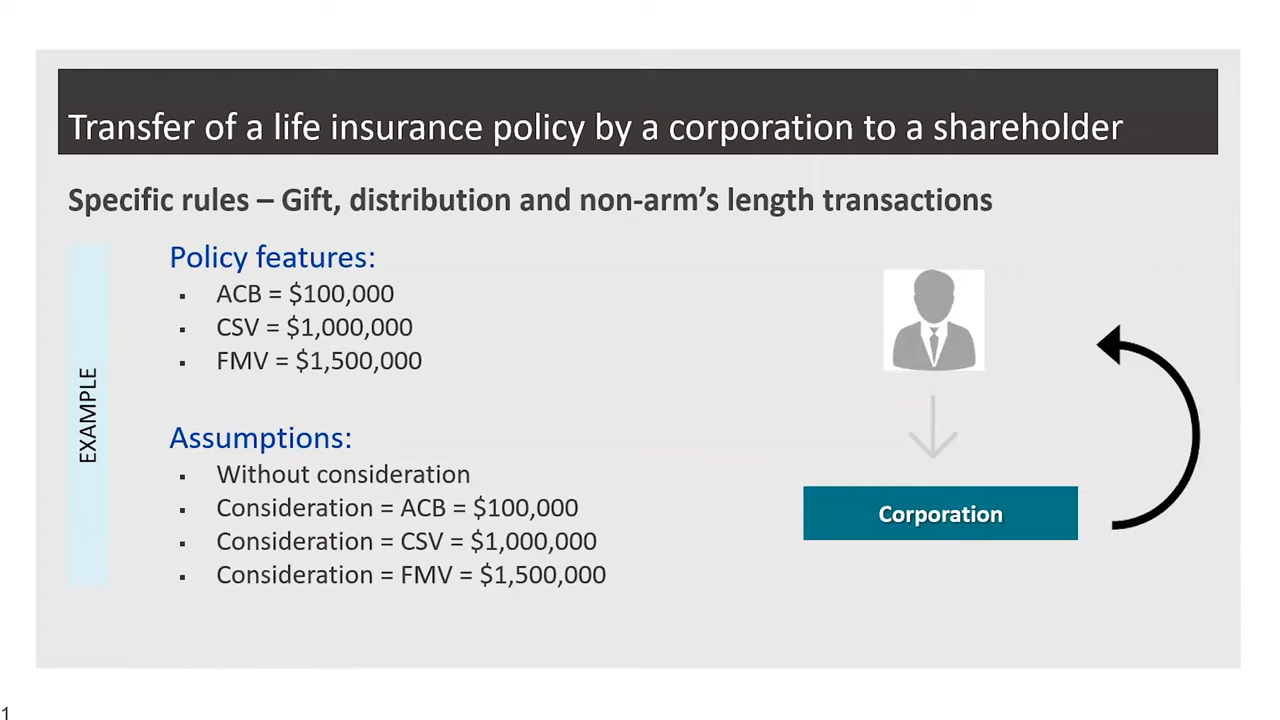 Transfer of a life insurance policy by a corporation to a shareholder
Specific rules – Gift, distribution and non-arm’s length transactions
EXAMPLE
Policy features:
▪ ACB = $100,000
▪ CSV = $1,000,000
▪ FMV = $1,500,000
Assumptions:
▪ Without consideration
▪ Consideration = ACB = $100,000
▪ Consideration = CSV = $1,000,000
▪ Consideration = FMV = $1,500,000
Corporation
1